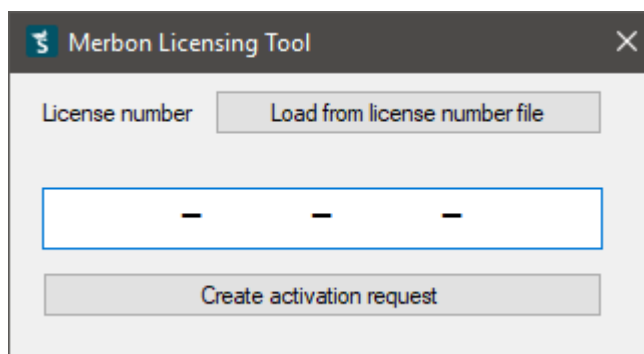 Merbon Licensing Tool
License number Load from license number file
– – –
Create activation request